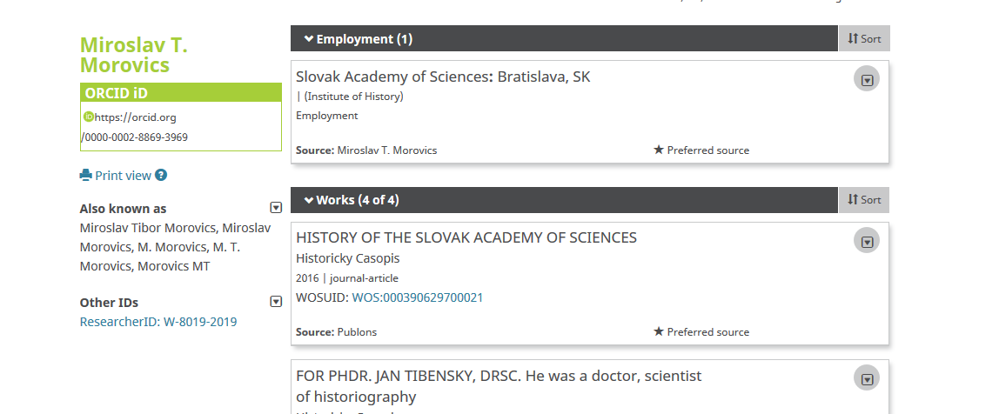 Miroslav T.
Morovics
ORCID iD
https://orcid.org
/0000-0002-8869-3969
Print view
Also known as
Miroslav Tibor Morovics, Miroslav
Morovics, M. Morovics, M. T.
Morovics, Morovics MT
Other IDs
ResearcherID: W-8019-2019
Employment (1)
Sort
Slovak Academy of Sciences: Bratislava, SK
| (Institute of History)
Employment
Source: Miroslav T. Morovics
Preferred source
Works (4 of 4)
Sort
HISTORY OF THE SLOVAK ACADEMY OF SCIENCES
Historicky Casopis
2016 | journal-article
WOSUID: WOS:000390629700021
Source: Publons
Preferred source
FOR PHDR. JAN TIBENSKY, DRSC. He was a doctor, scientist
of historiography